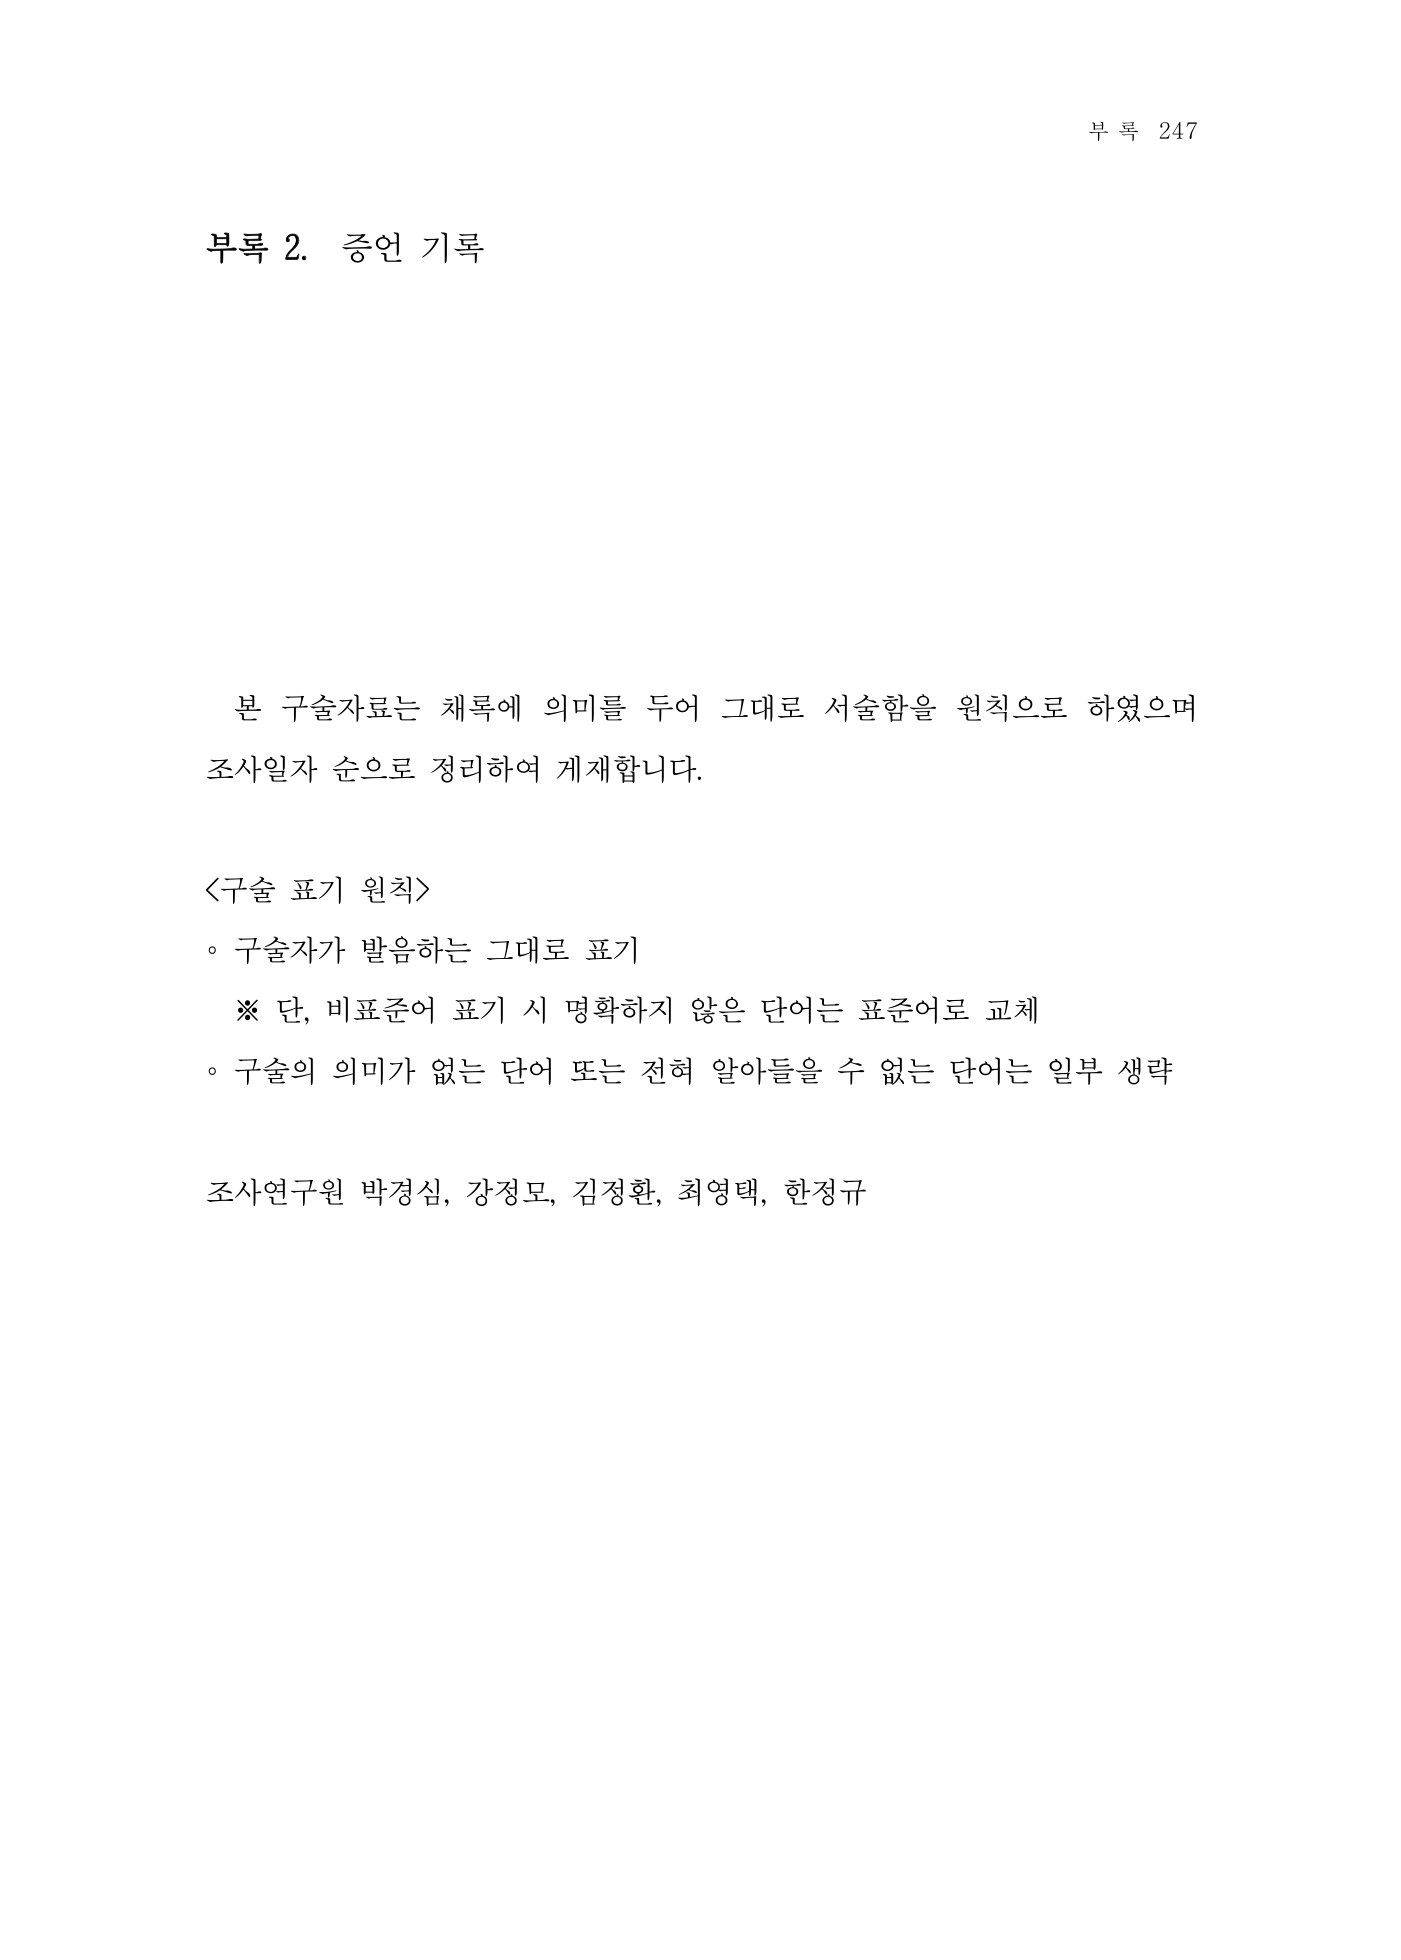 부 록 247
부록 2. 증언 기록
본 구술자료는 채록에 의미를 두어 그대로 서술함을 원칙으로 하였으며
조사일자 순으로 정리하여 게재합니다.
<구술 표기 원칙>
◦ 구술자가 발음하는 그대로 표기
※ 단, 비표준어 표기 시 명확하지 않은 단어는 표준어로 교체
◦ 구술의 의미가 없는 단어 또는 전혀 알아들을 수 없는 단어는 일부 생략
조사연구원 박경심, 강정모, 김정환, 최영택, 한정규